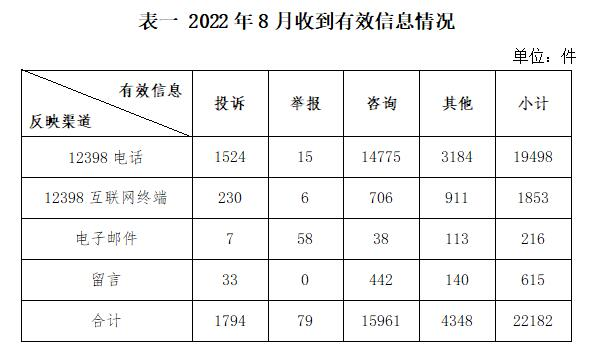 表一 2022 年 8 月收到有效信息情况
单位：件
有效信息
反映渠道
投诉 举报 咨询 其他 小计
12398 电话 1524 15 14775 3184 19498
12398 互联网终端 230 6 706 911 1853
电子邮件 7 58 38 113 216
留言 33 0 442 140 615
合计 1794 79 15961 4348 22182